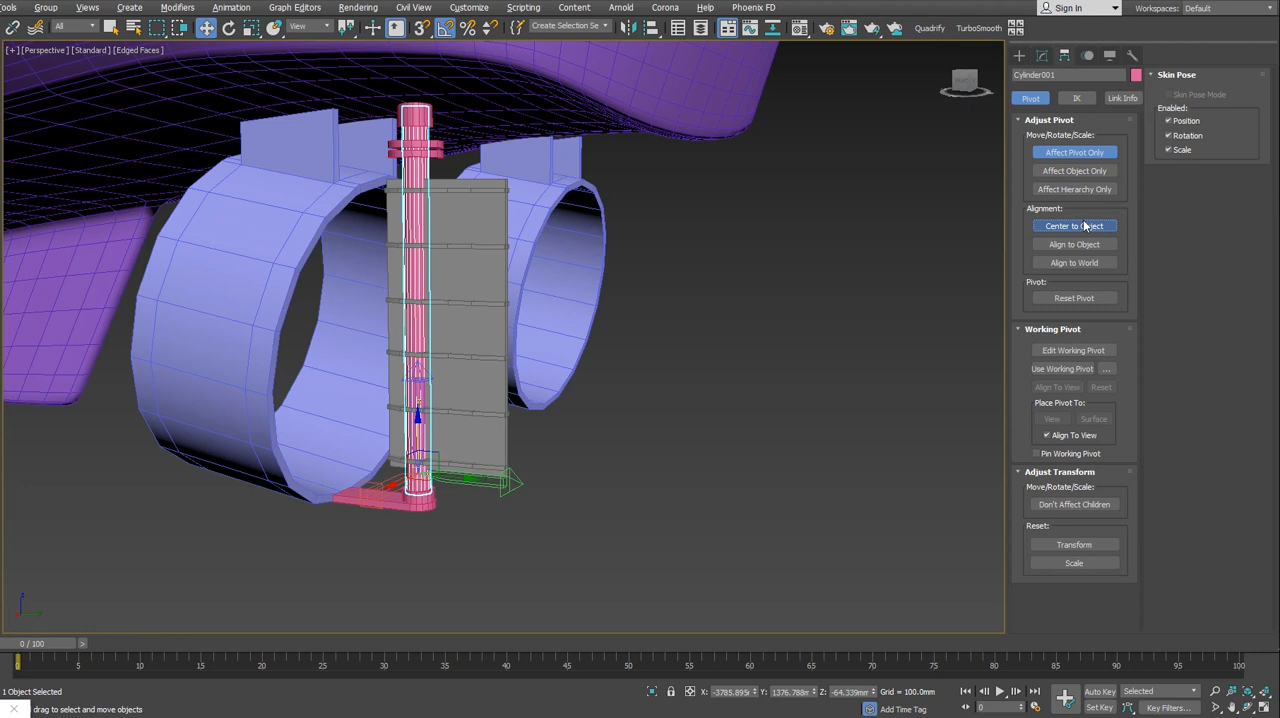 ools Group Views Create Modifiers Animation Graph Editors Rendering Civil View Customize Scripting Content Arnold Corona Help Phoenix FD Sign In Workspaces: Default
All View 3 Create Selection Se Quadrify TurboSmooth
[+] [Perspective] [Standard] [Edged Faces]
Cylinder001
Pivot IK Link Info
Adjust Pivot
Move/Rotate/Scale:
Affect Pivot Only
Affect Object Only
Affect Hierarchy Only
Alignment:
Center to Object
Align to Object
Align to World
Pivot:
Reset Pivot
Working Pivot
Edit Working Pivot
Use Working Pivot ...
Align To View Reset
Place Pivot To:
View Surface
Align To View
Pin Working Pivot
Adjust Transform
Move/Rotate/Scale:
Don't Affect Children
Reset:
Transform
Scale
Skin Pose
Skin Pose Mode
Enabled:
Position
Rotation
Scale
0 / 100 >
0 5 10 15 20 25 30 35 40 45 50 55 60 65 70 75 80 85 90 95 100
1 Object Selected X: -3785.895 Y: 1376.788m Z: -64.339mm Grid = 100.0mm Auto Key Selected
drag to select and move objects Add Time Tag 0 Set Key Key Filters...